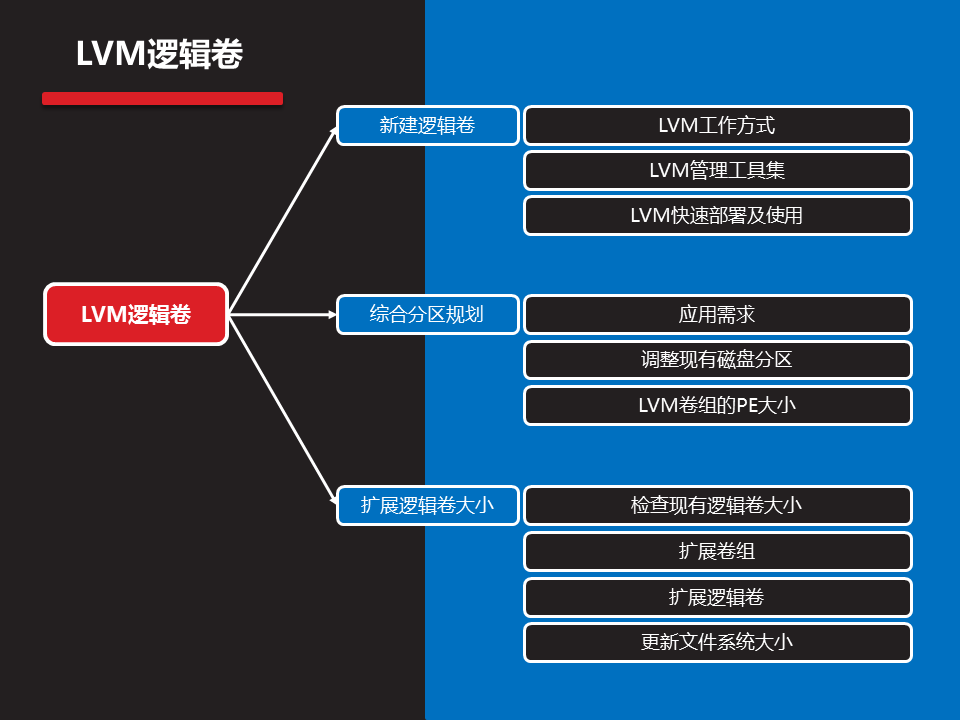 LVM逻辑卷
新建逻辑卷
LVM工作方式
LVM管理工具集
LVM快速部署及使用
LVM逻辑卷
综合分区规划
应用需求
调整现有磁盘分区
LVM卷组的PE大小
扩展逻辑卷大小
检查现有逻辑卷大小
扩展卷组
扩展逻辑卷
更新文件系统大小